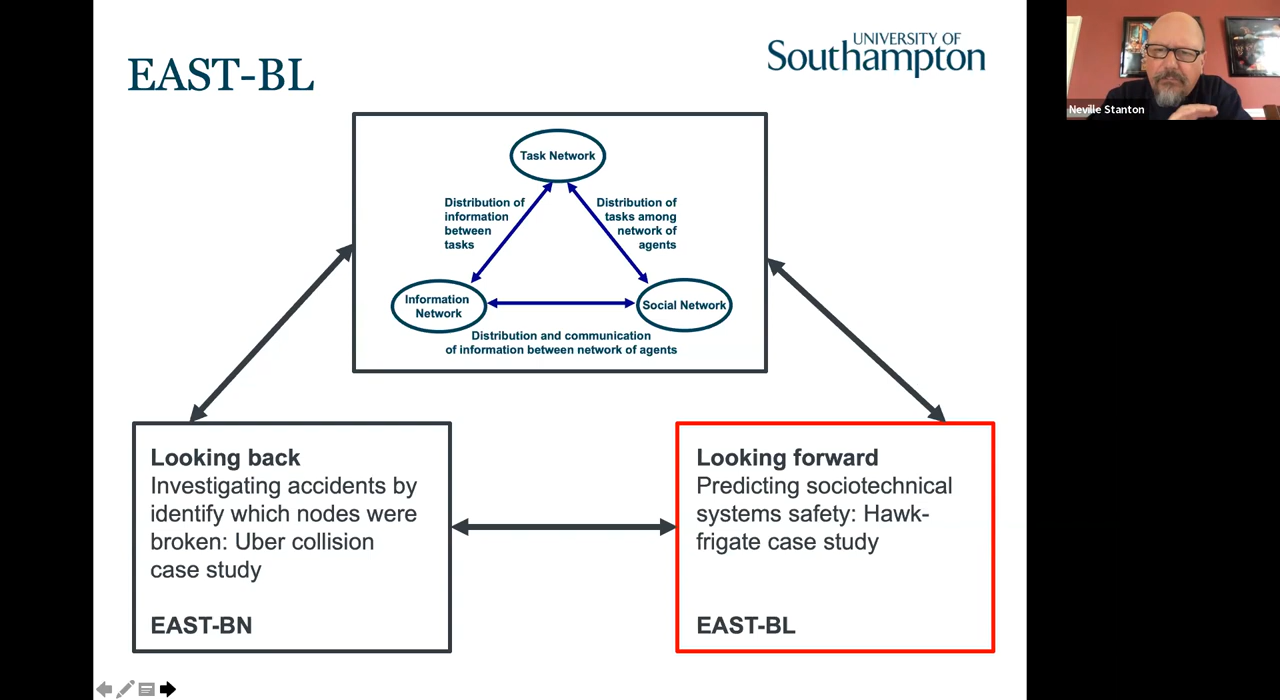 EAST-BL
UNIVERSITY OF
Southampton
Neville Stanton
Task Network
Distribution of
information
between
tasks
Distribution of
tasks among
network of
agents
Information
Network
Social Network
Distribution and communication
of information between network of agents
Looking back
Investigating accidents by
identify which nodes were
broken: Uber collision
case study
EAST-BN
Looking forward
Predicting sociotechnical
systems safety: Hawk-
frigate case study
EAST-BL